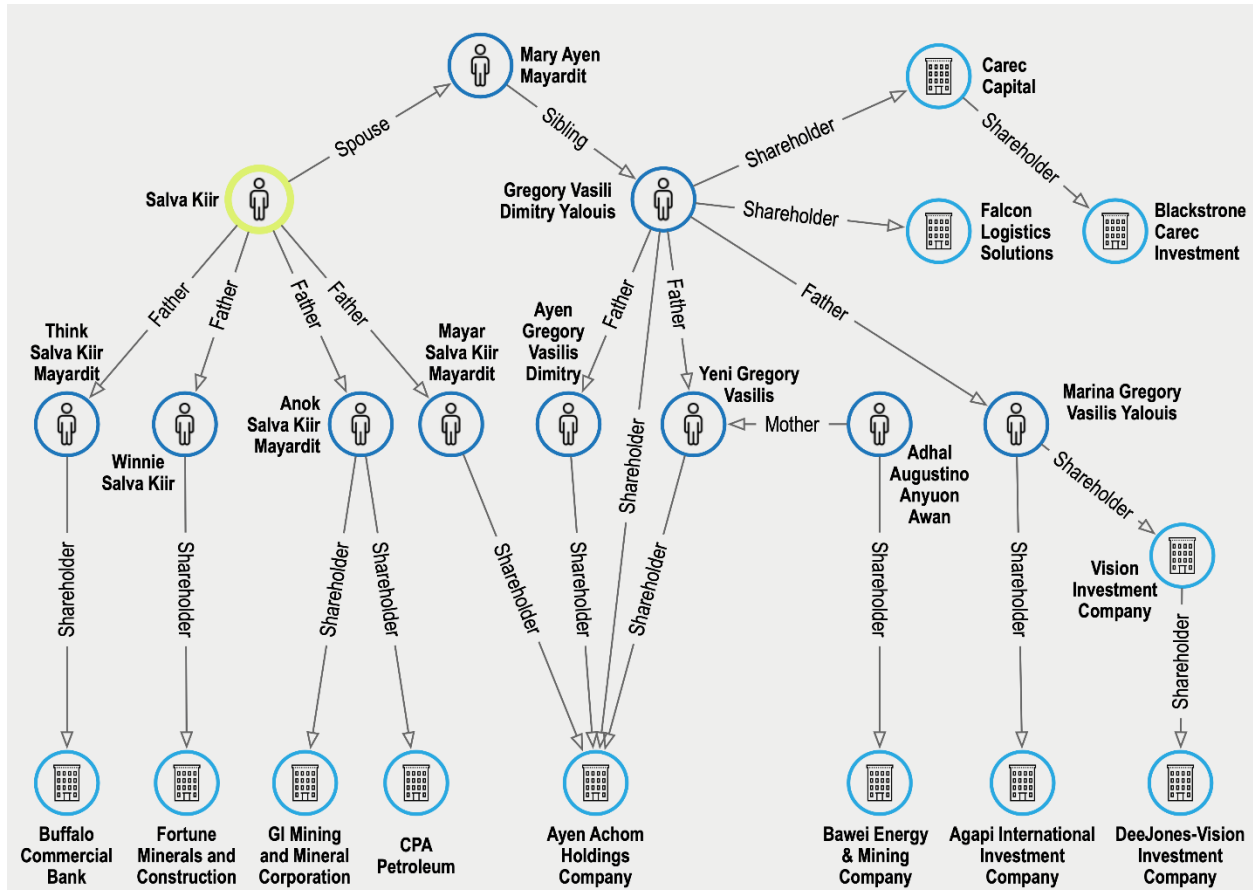 Mary Ayen
Mayardit
Carec
Capital
Spouse
Sibling
Shareholder
Shareholder
Salva Kiir
Gregory Vasili
Dimitry Yalouis
Shareholder
Falcon
Logistics
Solutions
Blackstrone
Carec
Investment
Father
Father
Father
Father
Father
Father
Father
Think
Salva Kiir
Mayardit
Winnie
Salva Kiir
Anok
Salva Kiir
Mayardit
Mayar
Salva Kiir
Mayardit
Ayen
Gregory
Vasilis
Dimitry
Yeni Gregory
Vasilis
Mother
Adhal
Augustino
Anyuon
Awan
Marina Gregory
Vasilis Yalouis
Shareholder
Vision
Investment
Company
Shareholder
Shareholder
Shareholder
Shareholder
Shareholder
Shareholder
Shareholder
Shareholder
Shareholder
Shareholder
Shareholder
Buffalo
Commercial
Bank
Fortune
Minerals and
Construction
GI Mining
and Mineral
Corporation
CPA
Petroleum
Ayen Achom
Holdings
Company
Bawei Energy
& Mining
Company
Agapi International
Investment
Company
DeeJones-Vision
Investment
Company